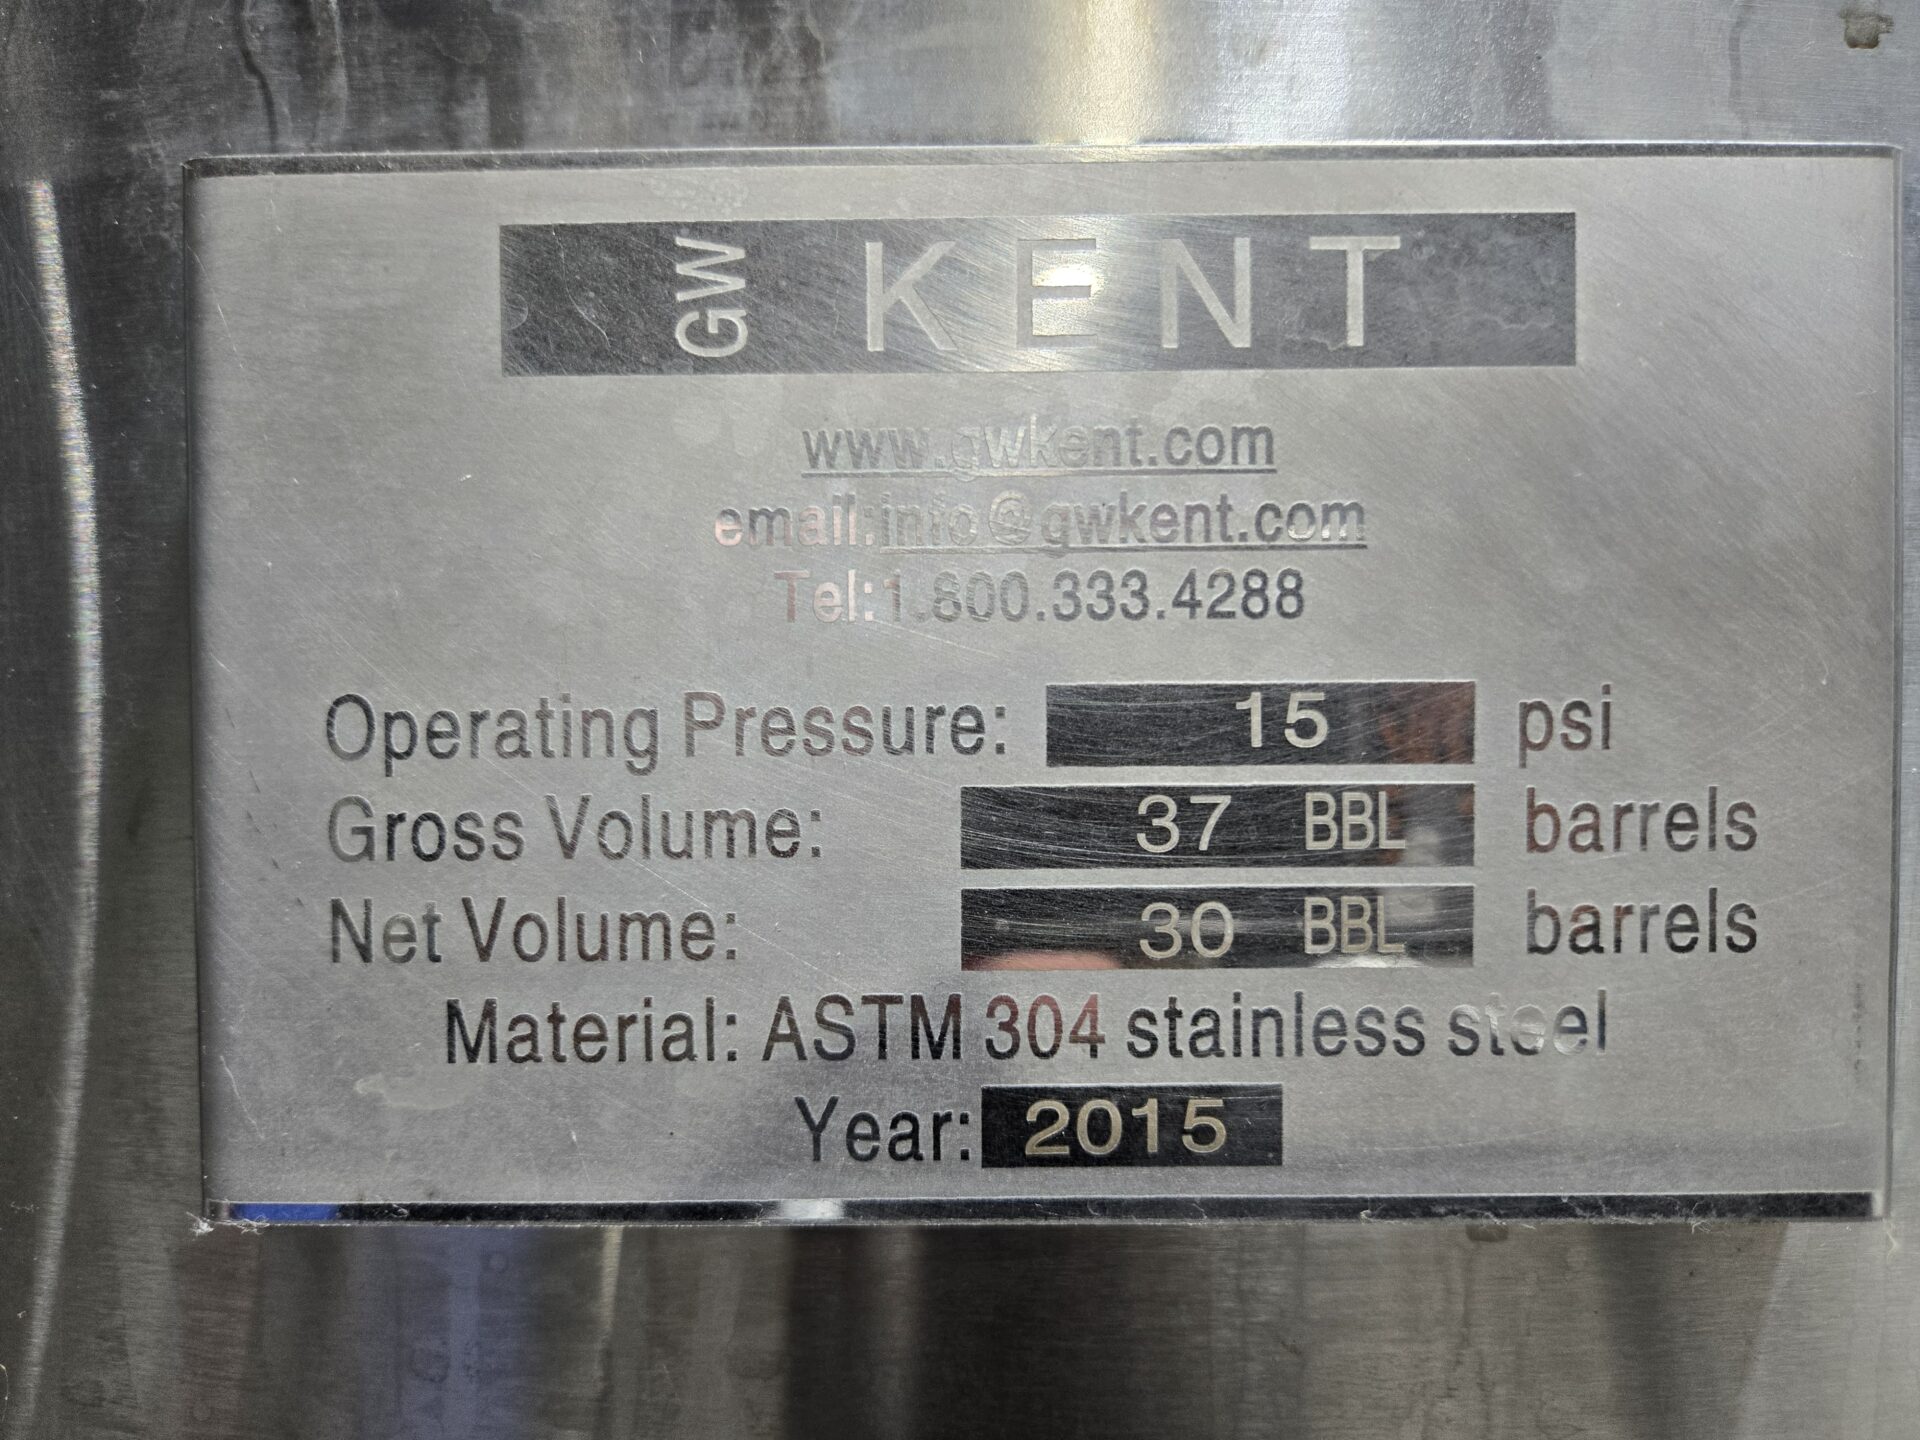 GW KENT
www.gwkent.com
email:info@gwkent.com
Tel:1.800.333.4288
Operating Pressure: 15 psi
Gross Volume: 37 BBL barrels
Net Volume: 30 BBL barrels
Material: ASTM 304 stainless steel
Year: 2015